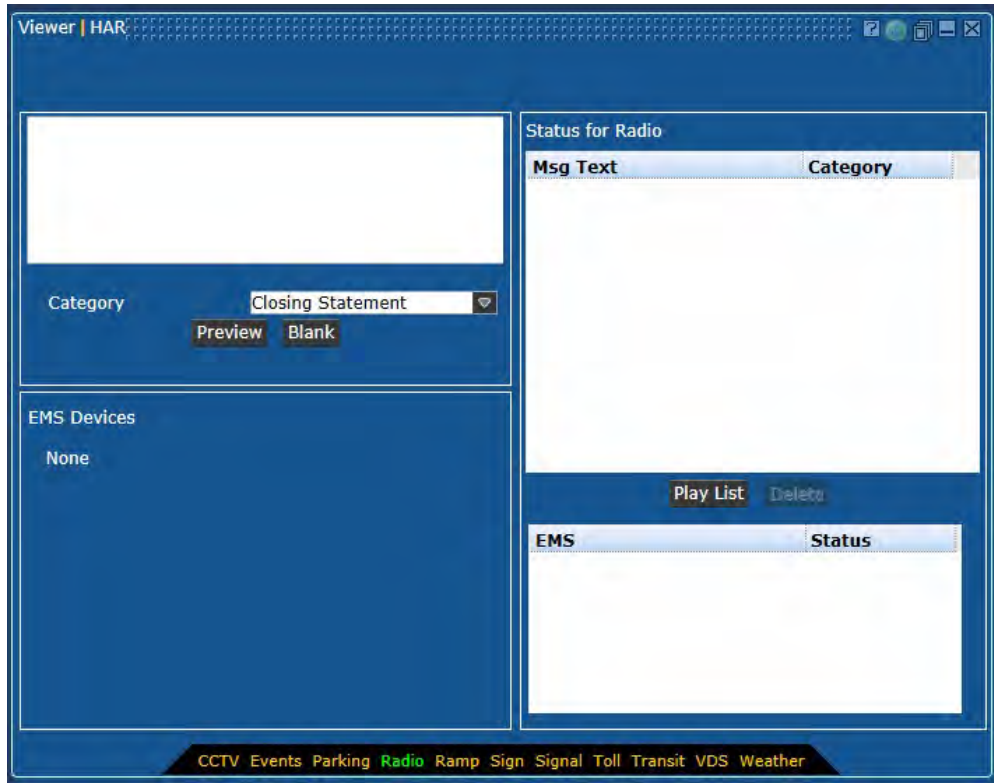 Viewer | HAR
Category
Closing Statement
Preview Blank
EMS Devices
None
Status for Radio
Msg Text Category
Play List Delete
EMS Status
CCTV Events Parking Radio Ramp Sign Signal Toll Transit VDS Weather